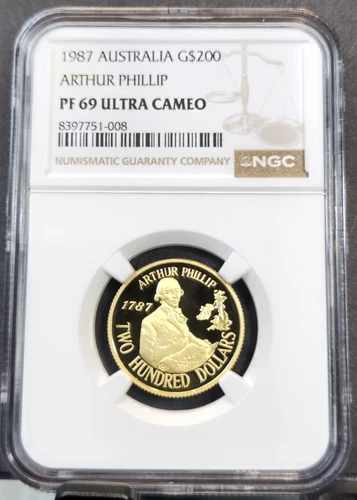 1987 AUSTRALIA G$200
ARTHUR PHILLIP
PF 69 ULTRA CAMEO
8397751-008
NUMISMATIC GUARANTY COMPANY NGC
ARTHUR PHILLIP
1787
TWO HUNDRED DOLLARS